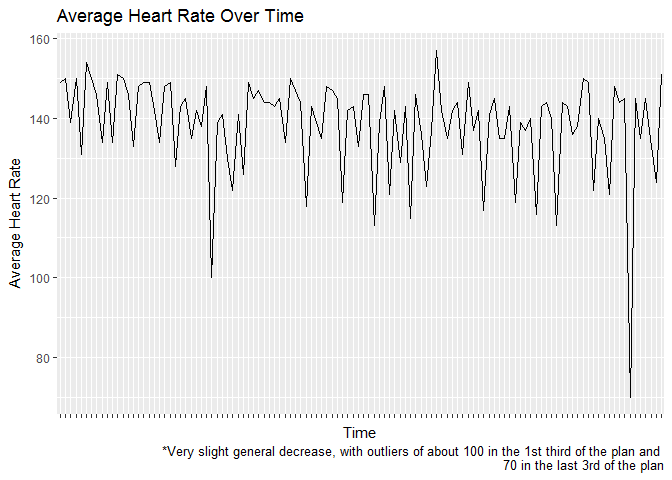 Average Heart Rate Over Time
160
140
120
100
80
Average Heart Rate
Time
*Very slight general decrease, with outliers of about 100 in the 1st third of the plan and
70 in the last 3rd of the plan